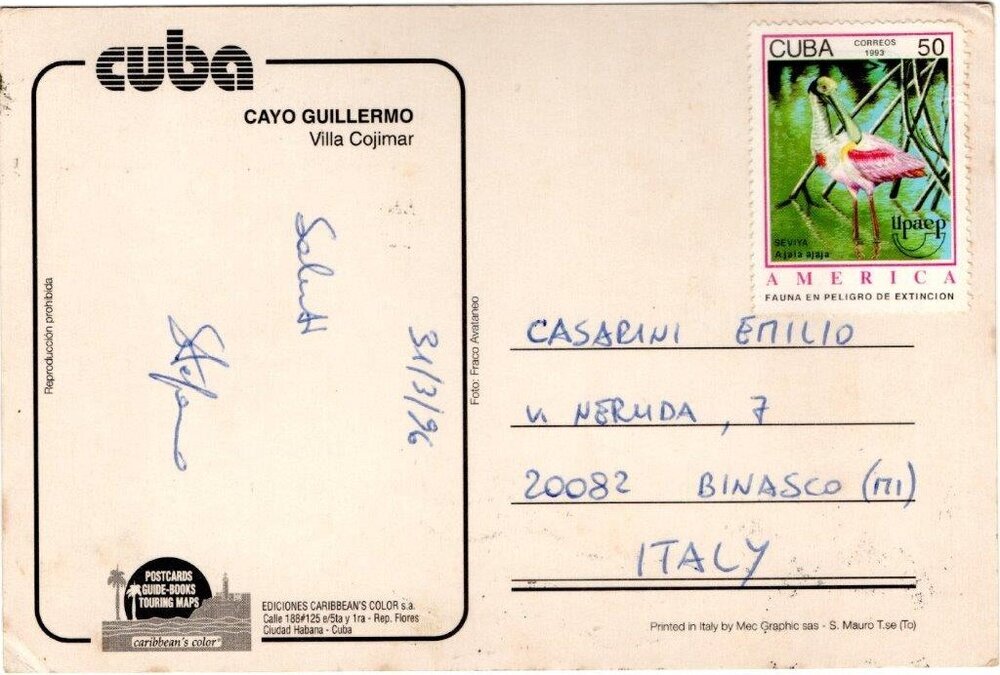 cuba
CAYO GUILLERMO
Villa Cojimar
31/3/96
Saluti
Stefano
Reproducción prohibida
Foto: Fraco Avataneo
POSTCARDS
GUIDE-BOOKS
TOURING MAPS
caribbean's color
EDICIONES CARIBBEAN'S COLOR s.a.
Calle 188#125 e/5ta y 1ra - Rep. Flores
Ciudad Habana - Cuba
CUBA CORREOS 50
1993
SEVIYA
Ajaia ajaja
Upaep
AMERICA
FAUNA EN PELIGRO DE EXTINCION
CASARINI EMILIO
V. NERUDA, 7
20082 BINASCO (MI)
ITALY
Printed in Italy by Mec Graphic sas - S. Mauro T.se (To)